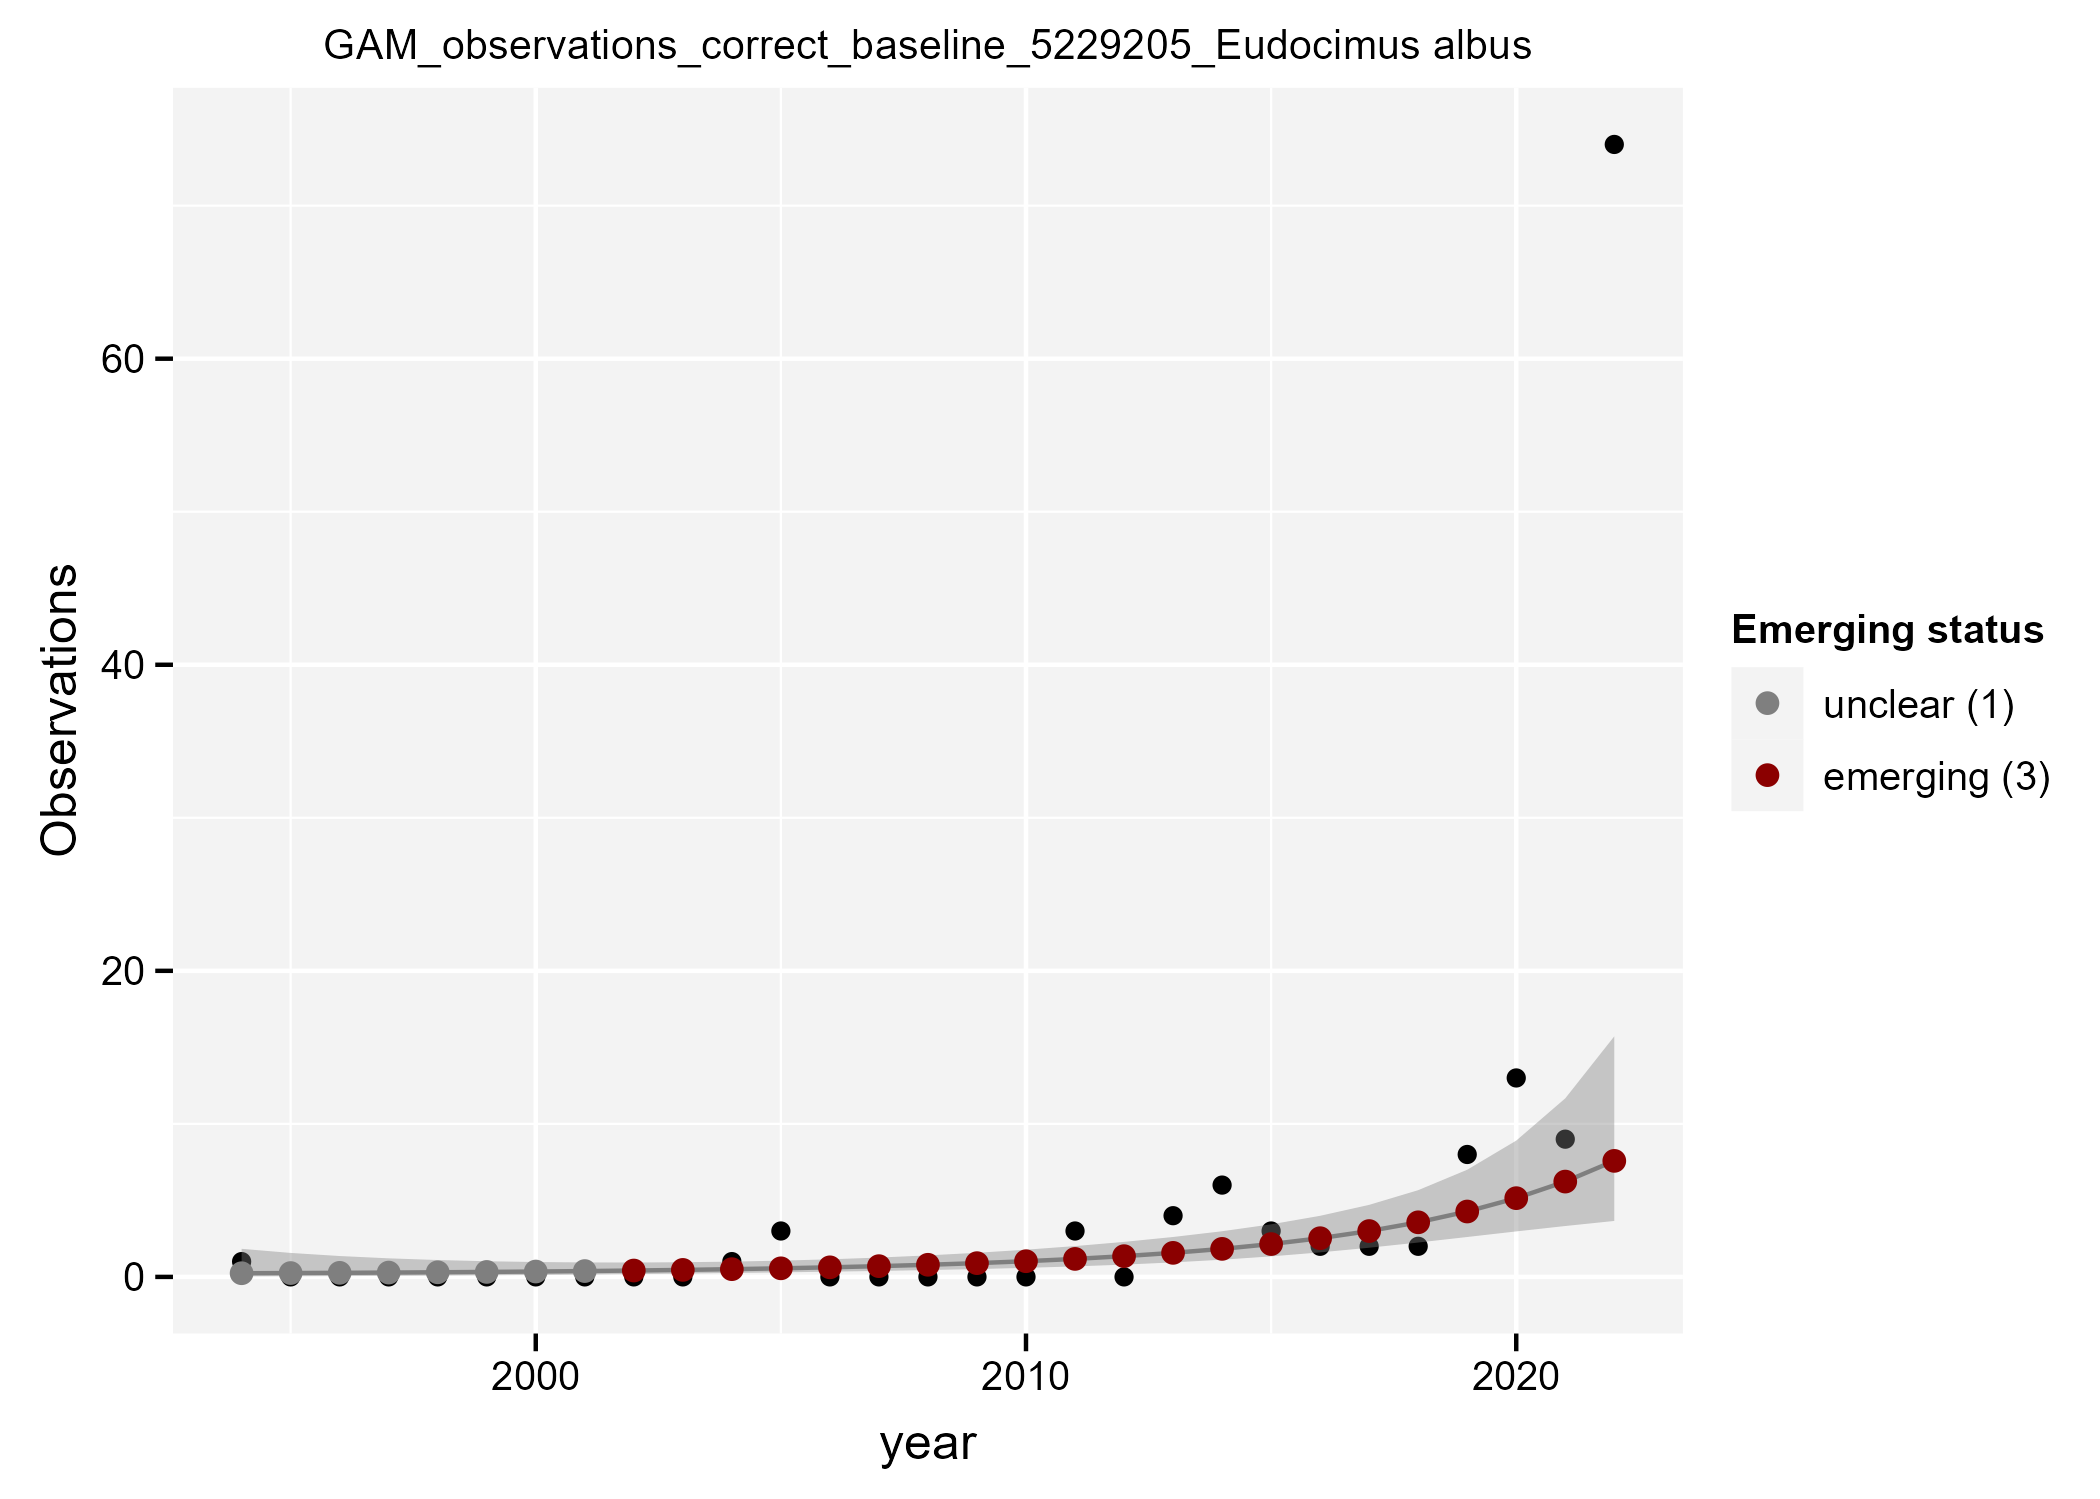 GAM_observations_correct_baseline_5229205_Eudocimus albus
Observations
60
40
20
0
2000 2010 2020
year
Emerging status
unclear (1)
emerging (3)